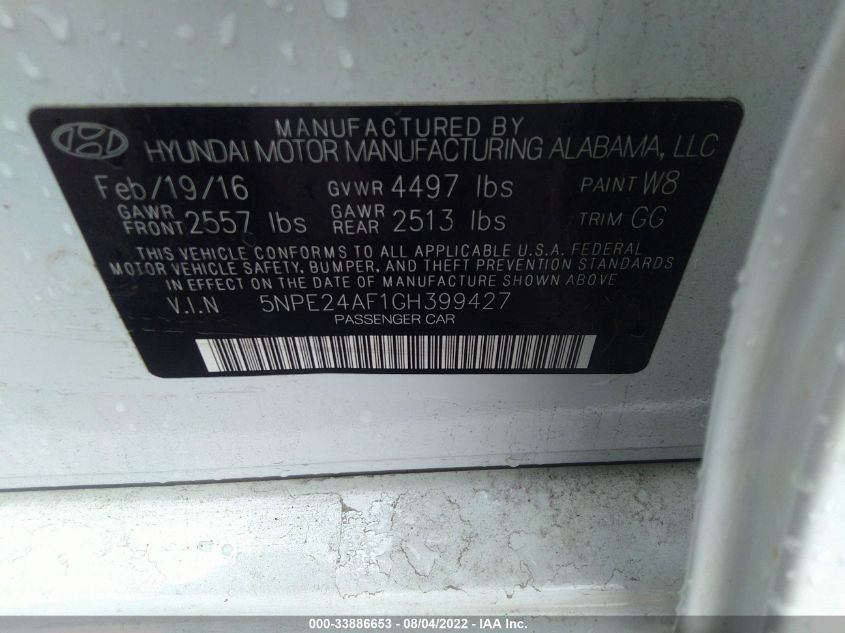 MANUFACTURED BY
HYUNDAI MOTOR MANUFACTURING ALABAMA, LLC
Feb/19/16 GVWR 4497 lbs PAINT W8
GAWR FRONT 2557 lbs GAWR REAR 2513 lbs TRIM GG
THIS VEHICLE CONFORMS TO ALL APPLICABLE U.S.A. FEDERAL
MOTOR VEHICLE SAFETY, BUMPER, AND THEFT PREVENTION STANDARDS
IN EFFECT ON THE DATE OF MANUFACTURE SHOWN ABOVE
V.I.N 5NPE24AF1GH399427
PASSENGER CAR
000-33886653 - 08/04/2022 - IAA Inc.